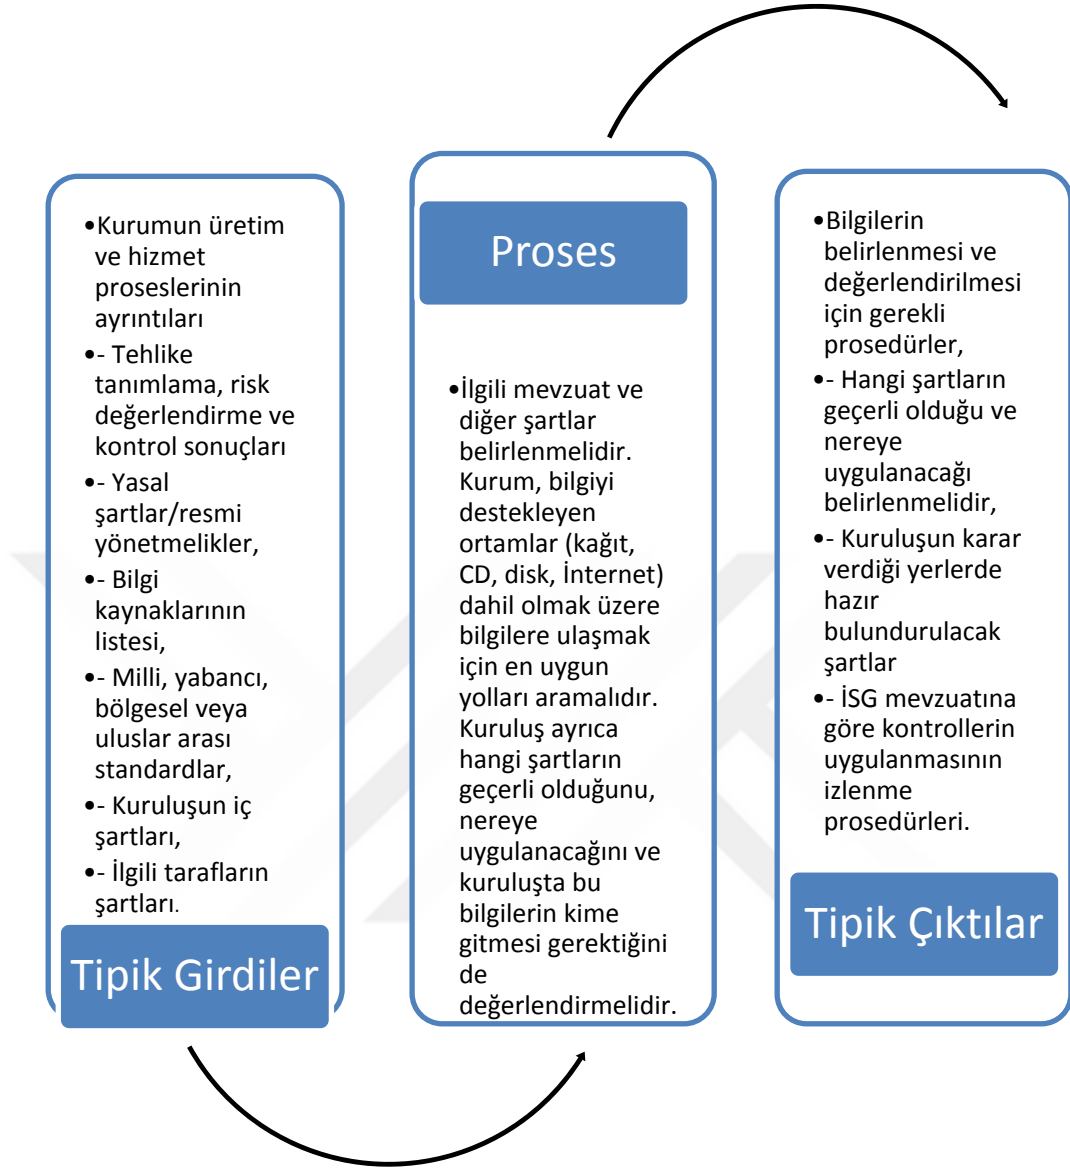 •Kurumun üretim
ve hizmet
proseslerinin
ayrıntıları
•- Tehlike
tanımlama, risk
değerlendirme ve
kontrol sonuçları
•- Yasal
şartlar/resmi
yönetmelikler,
•- Bilgi
kaynaklarının
listesi,
•- Milli, yabancı,
bölgesel veya
uluslar arası
standardlar,
•- Kuruluşun iç
şartları,
•- İlgili tarafların
şartları.
Tipik Girdiler
Proses
•İlgili mevzuat ve
diğer şartlar
belirlenmelidir.
Kurum, bilgiyi
destekleyen
ortamlar (kağıt,
CD, disk, İnternet)
dahil olmak üzere
bilgilere ulaşmak
için en uygun
yolları aramalıdır.
Kuruluş ayrıca
hangi şartların
geçerli olduğunu,
nereye
uygulanacağını ve
kuruluşta bu
bilgilerin kime
gitmesi gerektiğini
de
değerlendirmelidir.
•Bilgilerin
belirlenmesi ve
değerlendirilmesi
için gerekli
prosedürler,
•- Hangi şartların
geçerli olduğu ve
nereye
uygulanacağı
belirlenmelidir,
•- Kuruluşun karar
verdiği yerlerde
hazır
bulundurulacak
şartlar
•- İSG mevzuatına
göre kontrollerin
uygulanmasının
izlenme
prosedürleri.
Tipik Çıktılar